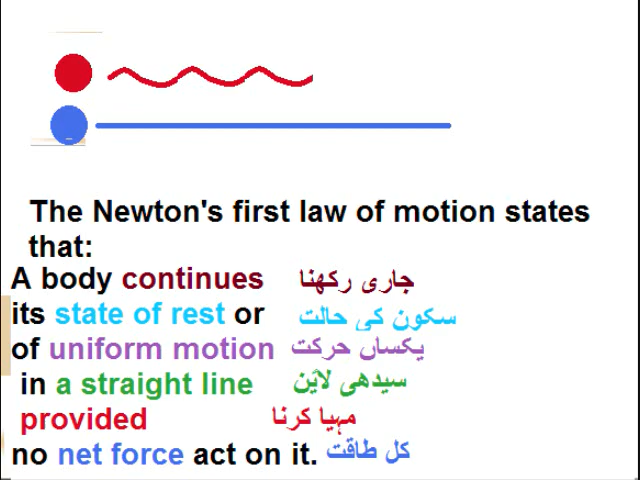 The Newton's first law of motion states
that:
A body continues جاری رکھنا
its state of rest or سکون کی حالت
of uniform motion یکساں حرکت
in a straight line سیدھی لائن
provided مہیا کرنا
no net force act on it. کل طاقت